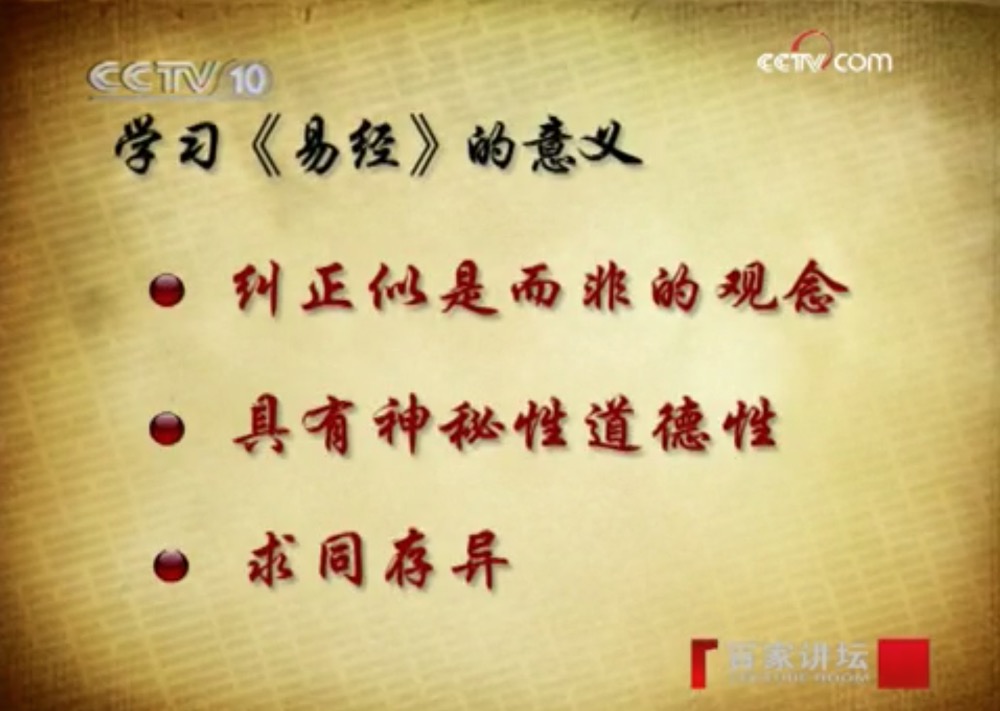 CCTV 10
CCTV.com
学习《易经》的意义
纠正似是而非的观念
具有神秘性道德性
求同存异
百家讲坛
LECTURE ROOM